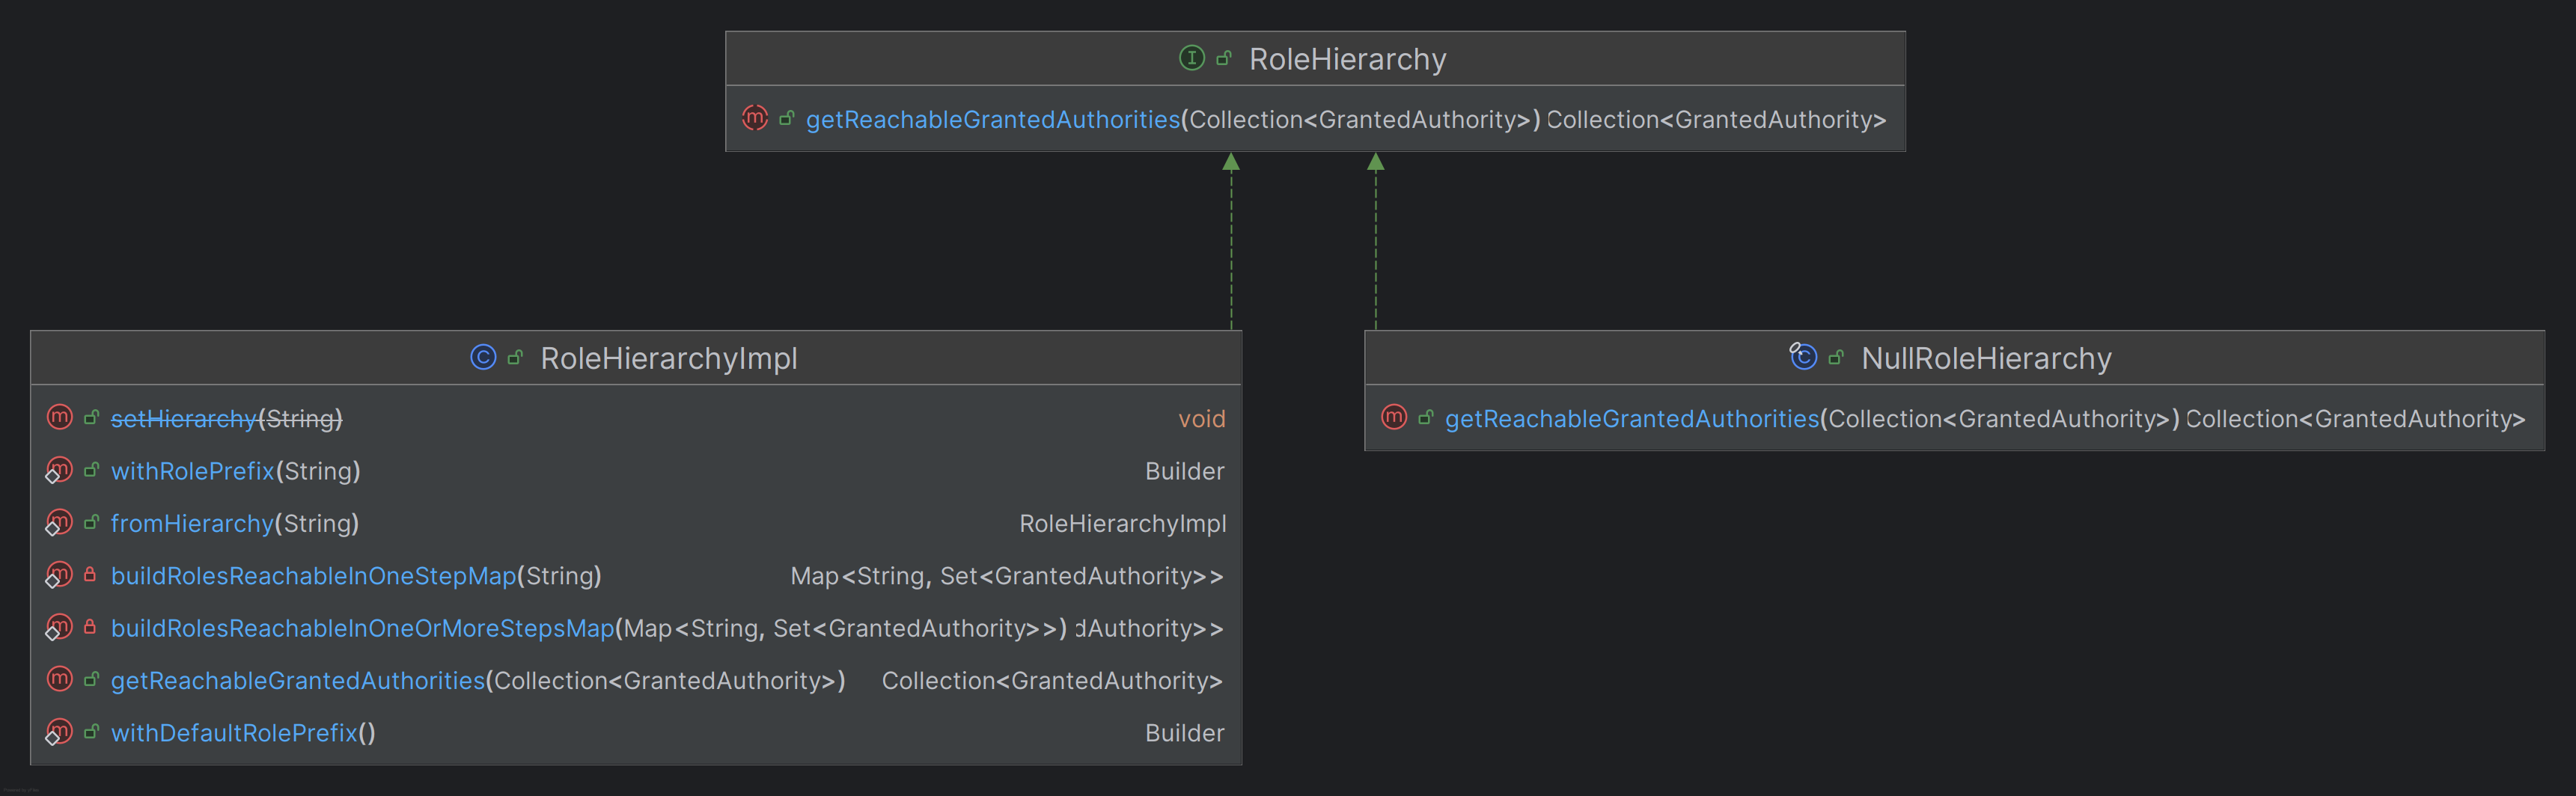 RoleHierarchy
getReachableGrantedAuthorities(Collection<GrantedAuthority>) Collection<GrantedAuthority>
RoleHierarchyImpl
setHierarchy(String) void
withRolePrefix(String) Builder
fromHierarchy(String) RoleHierarchyImpl
buildRolesReachableInOneStepMap(String) Map<String, Set<GrantedAuthority>>
buildRolesReachableInOneOrMoreStepsMap(Map<String, Set<GrantedAuthority>>) dAuthority>>
getReachableGrantedAuthorities(Collection<GrantedAuthority>) Collection<GrantedAuthority>
withDefaultRolePrefix() Builder
NullRoleHierarchy
getReachableGrantedAuthorities(Collection<GrantedAuthority>) Collection<GrantedAuthority>